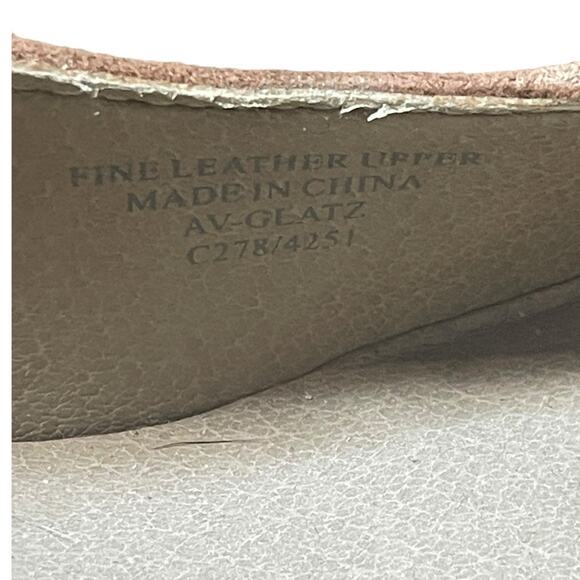 FINE LEATHER UPPER
MADE IN CHINA
AV-GLATZ
C278/4251